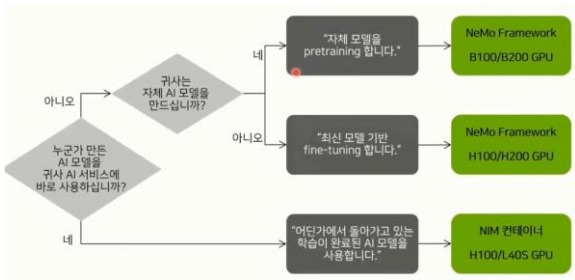 "자체 모델을
pretraining 합니다."
NeMo Framework
B100/B200 GPU
네
귀사는
자체 AI 모델을
만드십니까?
아니오
아니오
"최신 모델 기반
fine-tuning 합니다."
NeMo Framework
H100/H200 GPU
누군가 만든
AI 모델을
귀사 AI 서비스에
바로 사용하십니까?
네
"어딘가에서 돌아가고 있는
학습이 완료된 AI 모델을
사용합니다."
NIM 컨테이너
H100/L40S GPU